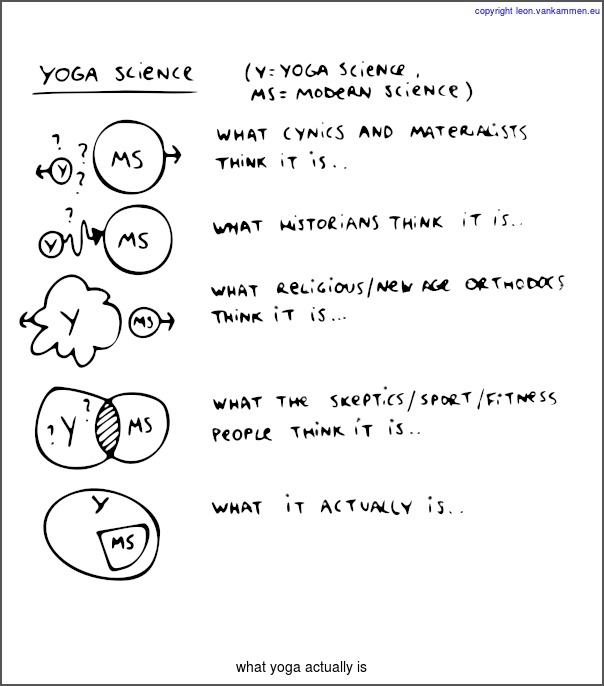 copyright leon.vankammen.eu
YOGA SCIENCE
(Y=YOGA SCIENCE,
MS= MODERN SCIENCE)
? ? ?
Y MS
WHAT CYNICS AND MATERIALISTS
THINK IT IS..
?
Y MS
WHAT HISTORIANS THINK IT IS..
Y MS
WHAT RELIGIOUS/NEW AGE ORTHODOCS
THINK IT IS...
? Y ? MS
WHAT THE SKEPTICS/SPORT/FITNESS
PEOPLE THINK IT IS..
Y
MS
WHAT IT ACTUALLY IS..
what yoga actually is